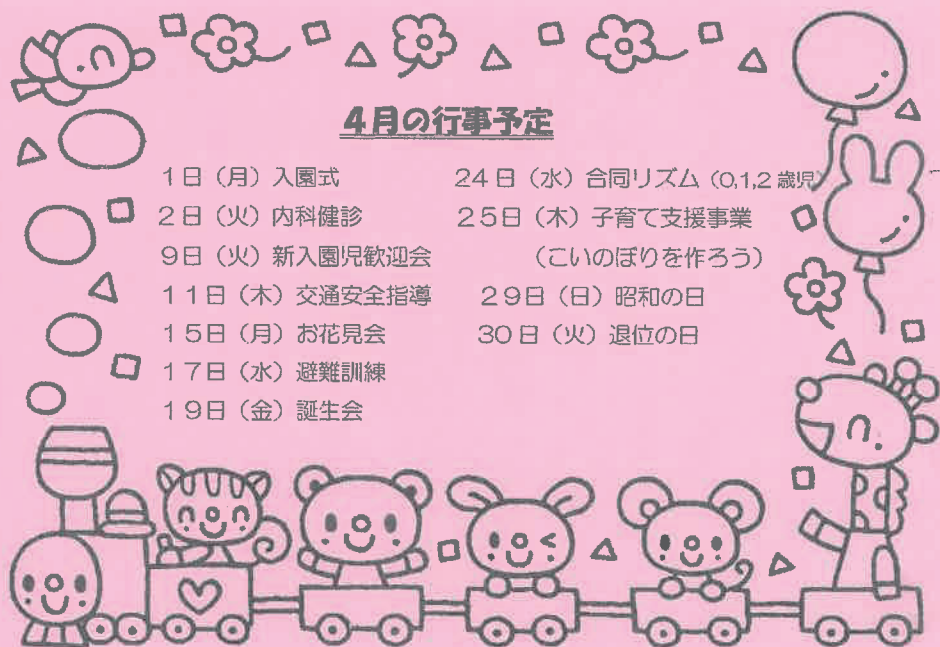 4月の行事予定
1日（月）入園式
2日（火）内科健診
9日（火）新入園児歓迎会
11日（木）交通安全指導
15日（月）お花見会
17日（水）避難訓練
19日（金）誕生会
24日（水）合同リズム（0,1,2歳児）
25日（木）子育て支援事業
（こいのぼりを作ろう）
29日（日）昭和の日
30日（火）退位の日